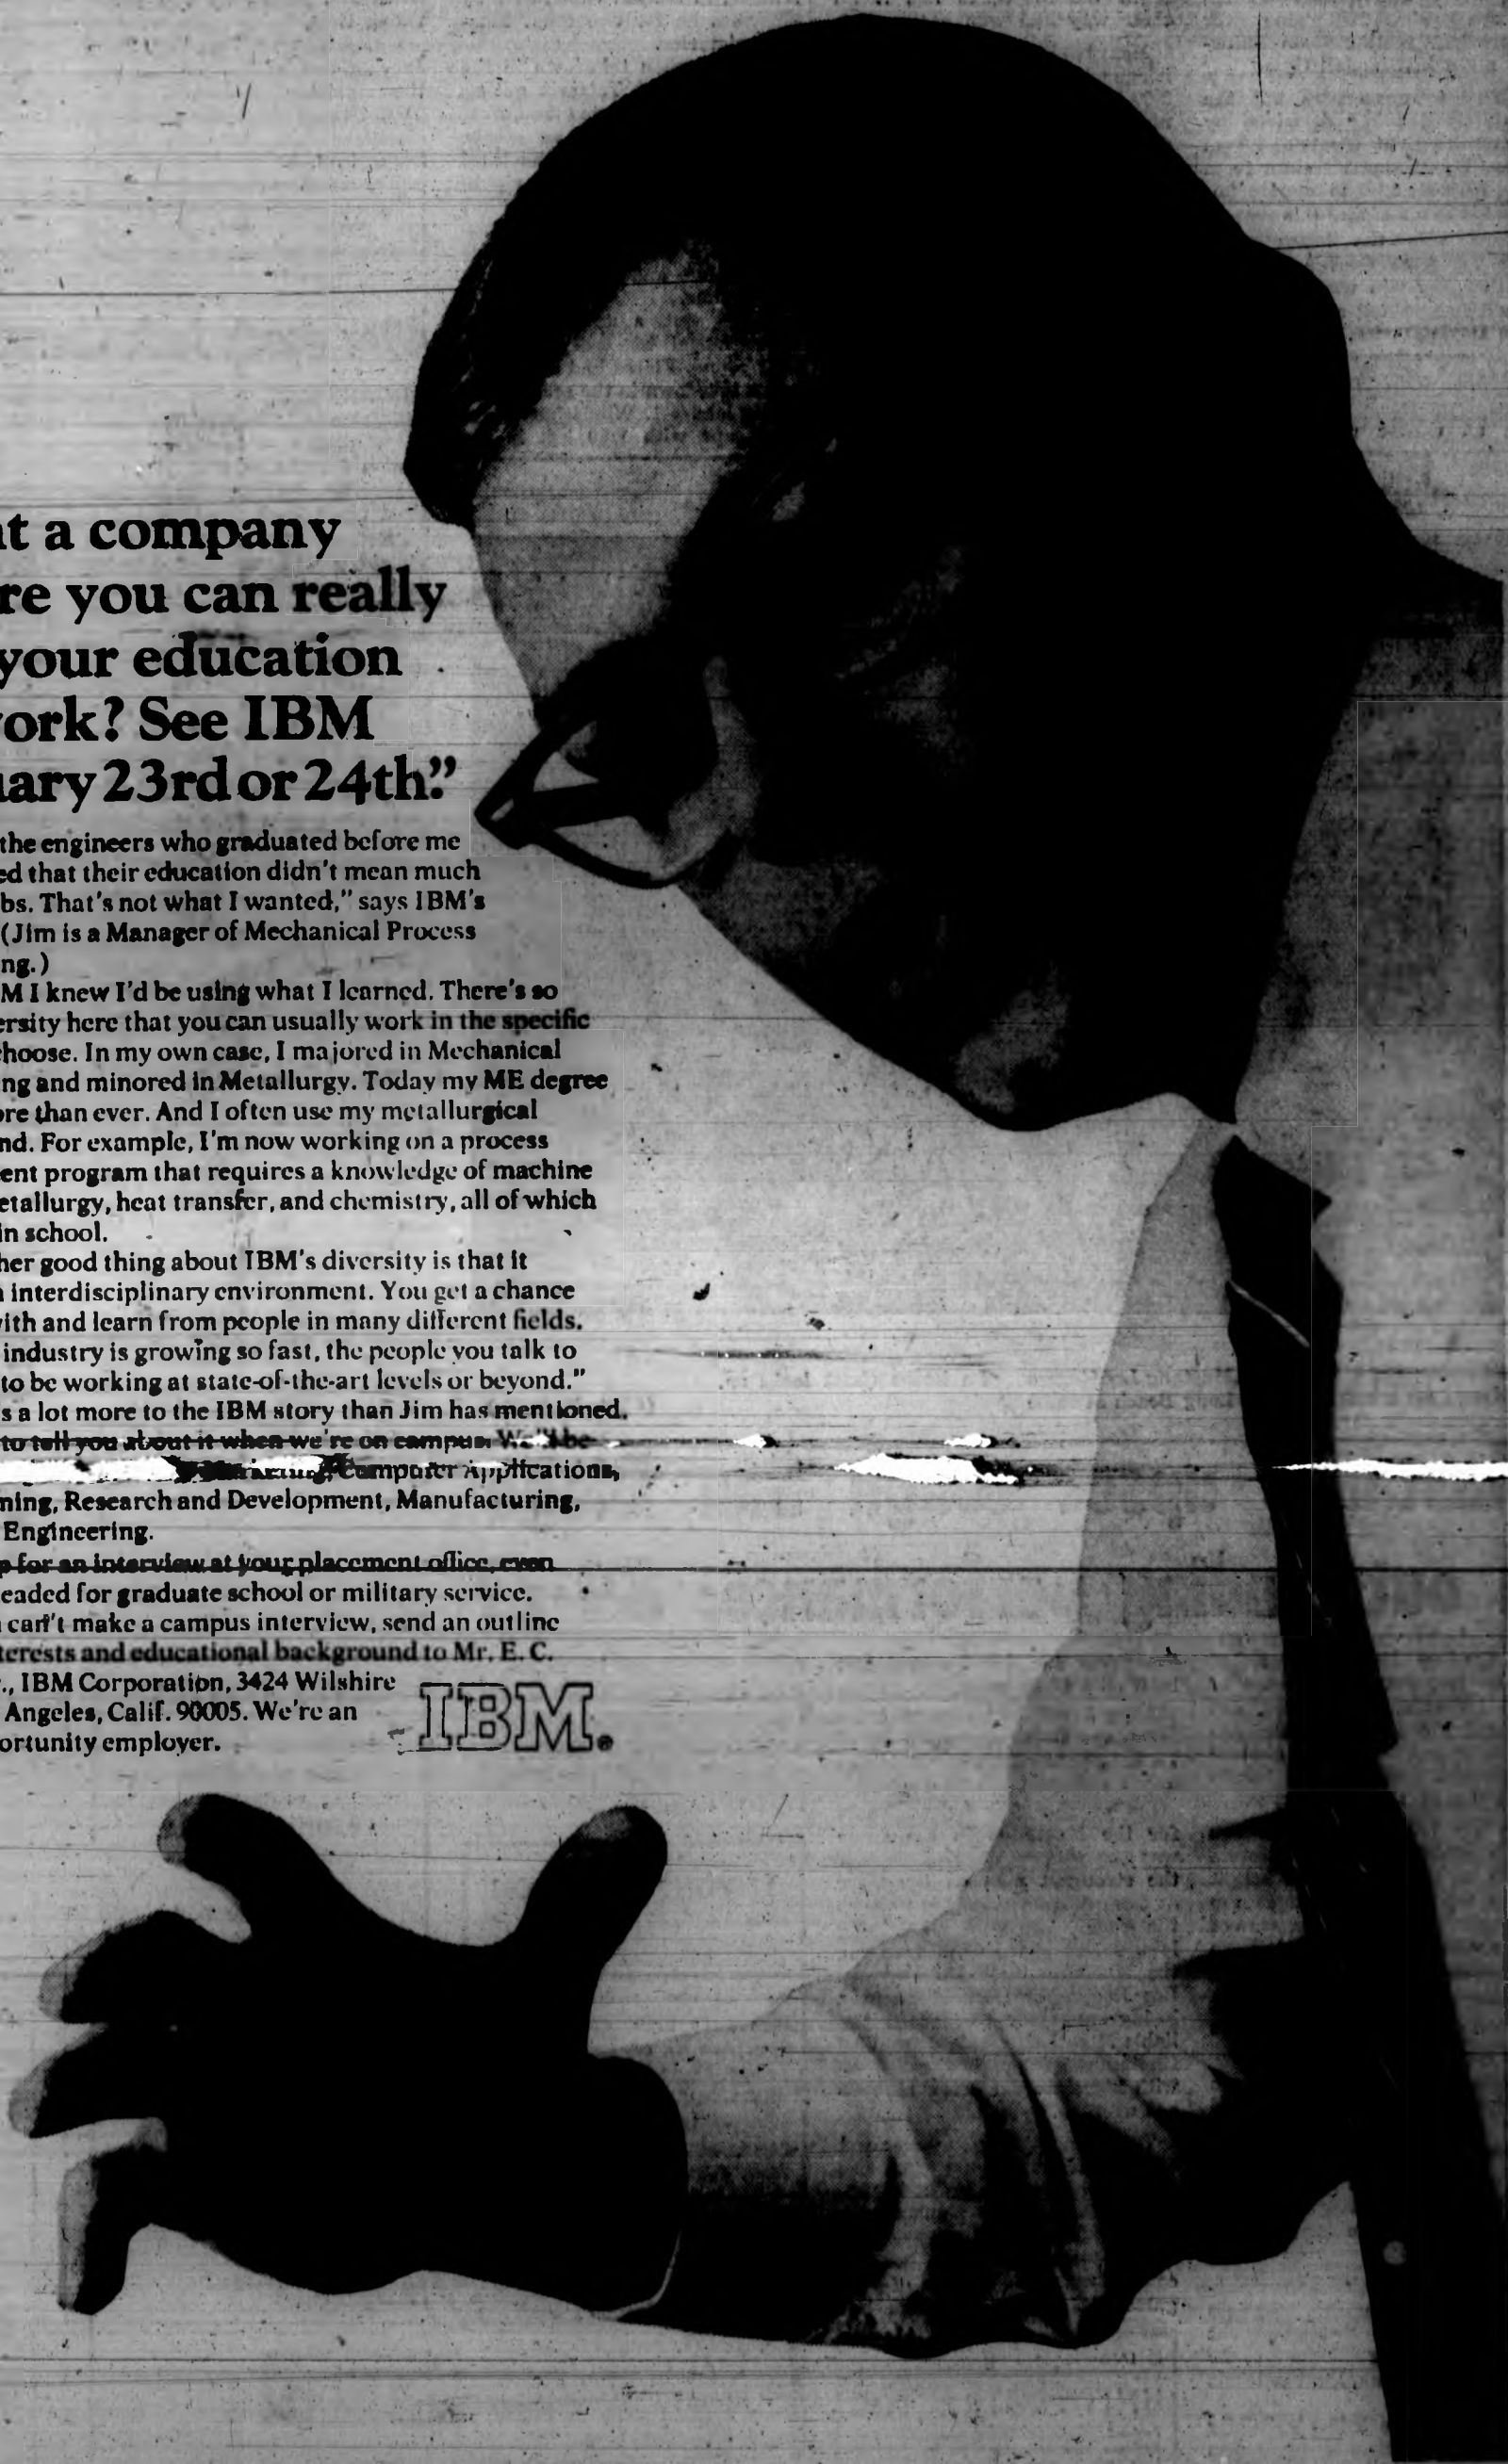 t a company
re you can really
your education
ork? See IBM
ary 23rd or 24th."
the engineers who graduated before me
ed that their education didn't mean much
bs. That's not what I wanted," says IBM's
(Jim is a Manager of Mechanical Process
ng.)
M I knew I'd be using what I learned. There's so
ersity here that you can usually work in the specific
hoose. In my own case, I majored in Mechanical
ng and minored in Metallurgy. Today my ME degree
ore than ever. And I often use my metallurgical
nd. For example, I'm now working on a process
ent program that requires a knowledge of machine
etallurgy, heat transfer, and chemistry, all of which
in school.
her good thing about IBM's diversity is that it
interdisciplinary environment. You get a chance
ith and learn from people in many different fields.
industry is growing so fast, the people you talk to
to be working at state-of-the-art levels or beyond."
s a lot more to the IBM story than Jim has mentioned.
to tell you about it when we're on campus. We'll be
Computer Applications,
ning, Research and Development, Manufacturing,
Engineering.
p for an interview at your placement office, even
eaded for graduate school or military service.
can't make a campus interview, send an outline
terests and educational background to Mr. E. C.
., IBM Corporation, 3424 Wilshire
Angeles, Calif. 90005. We're an
ortunity employer.
IBM®